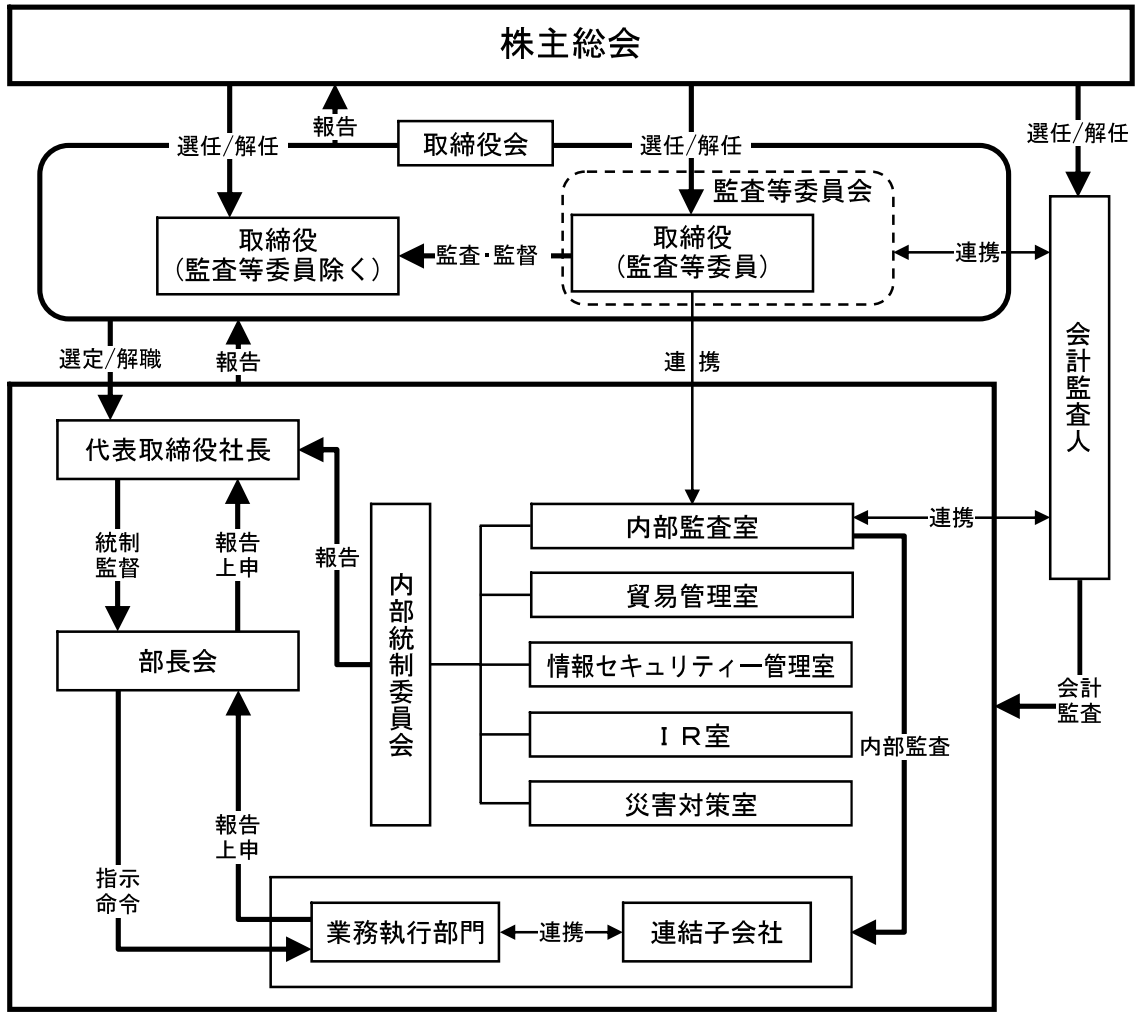 株主総会
選任/解任
報告
選任/解任
選任/解任
取締役会
監査等委員会
取締役
(監査等委員除く)
監査・監督
取締役
(監査等委員)
連携
会計監査人
選定/解職
報告
連携
代表取締役社長
統制
監督
報告
上申
報告
内部統制委員会
内部監査室
連携
貿易管理室
部長会
情報セキュリティー管理室
会計
監査
ＩＲ室
内部監査
災害対策室
報告
上申
指示
命令
業務執行部門
連携
連結子会社